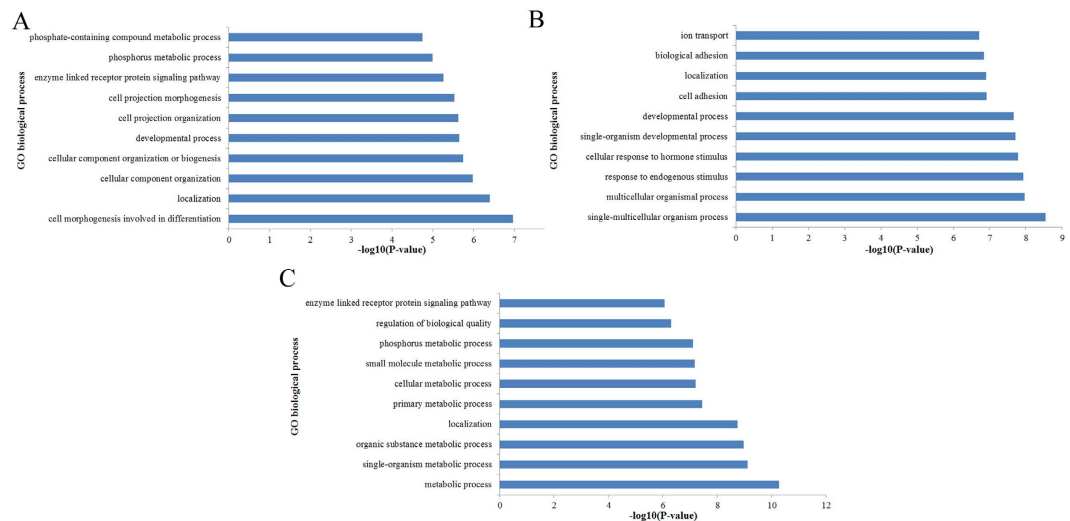 A
GO biological process
phosphate-containing compound metabolic process
phosphorus metabolic process
enzyme linked receptor protein signaling pathway
cell projection morphogenesis
cell projection organization
developmental process
cellular component organization or biogenesis
cellular component organization
localization
cell morphogenesis involved in differentiation
0 1 2 3 4 5 6 7
-log10(P-value)
B
GO biological process
ion transport
biological adhesion
localization
cell adhesion
developmental process
single-organism developmental process
cellular response to hormone stimulus
response to endogenous stimulus
multicellular organismal process
single-multicellular organism process
0 1 2 3 4 5 6 7 8 9
-log10(P-value)
C
GO biological process
enzyme linked receptor protein signaling pathway
regulation of biological quality
phosphorus metabolic process
small molecule metabolic process
cellular metabolic process
primary metabolic process
localization
organic substance metabolic process
single-organism metabolic process
metabolic process
0 2 4 6 8 10 12
-log10(P-value)